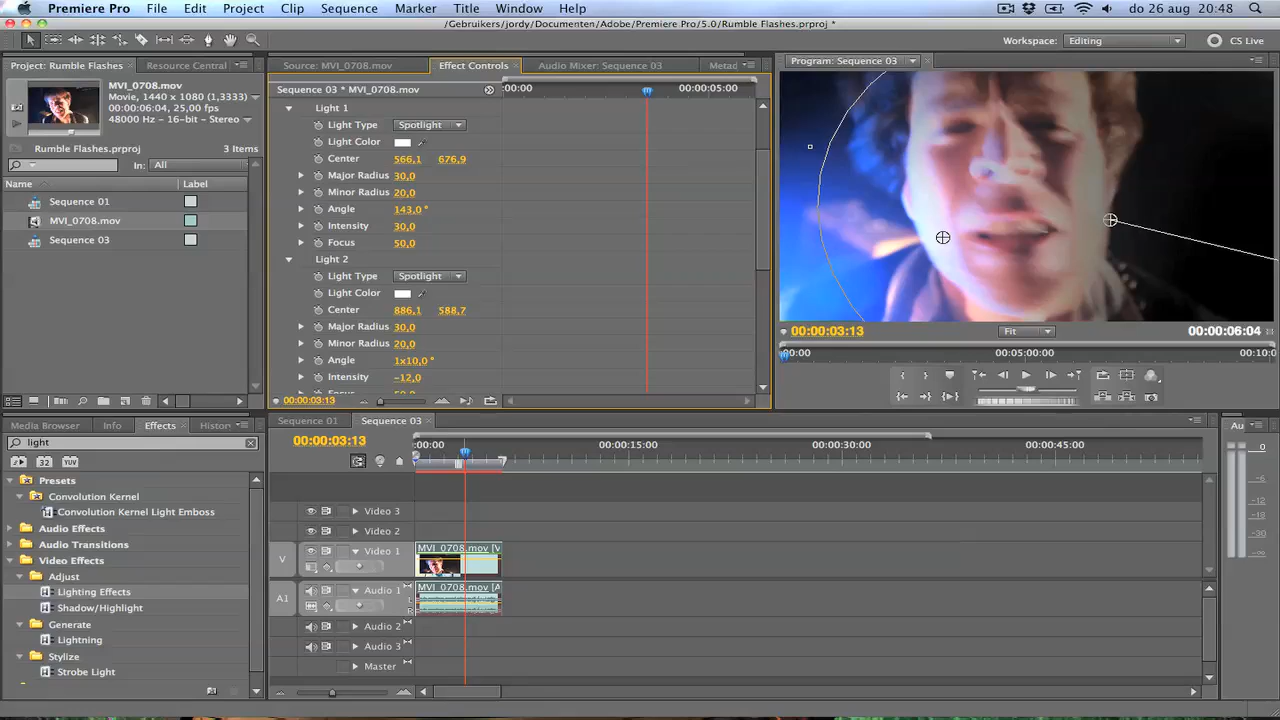 Premiere Pro File Edit Project Clip Sequence Marker Title Window Help do 26 aug 20:48
/Gebruikers/jordy/Documenten/Adobe/Premiere Pro/5.0/Rumble Flashes.prproj *
Workspace: Editing CS Live
Project: Rumble Flashes Resource Central
MVI_0708.mov
Movie, 1440 x 1080 (1,3333)
00:00:06:04, 25,00 fps
48000 Hz - 16-bit - Stereo
Rumble Flashes.prproj 3 Items
In: All
Name Label
Sequence 01
MVI_0708.mov
Sequence 03
Source: MVI_0708.mov Effect Controls Audio Mixer: Sequence 03 Metad
Sequence 03 * MVI_0708.mov :00:00 00:00:05:00
Light 1
Light Type Spotlight
Light Color
Center 566,1 676,9
Major Radius 30,0
Minor Radius 20,0
Angle 143,0 °
Intensity 30,0
Focus 50,0
Light 2
Light Type Spotlight
Light Color
Center 886,1 588,7
Major Radius 30,0
Minor Radius 20,0
Angle 1x10,0 °
Intensity -12,0
Focus 50,0
00:00:03:13
Program: Sequence 03
00:00:03:13 Fit 00:00:06:04
00:00 00:05:00:00 00:10:0
Media Browser Info Effects Histor
light
32 YUV
Presets
Convolution Kernel
Convolution Kernel Light Emboss
Audio Effects
Audio Transitions
Video Effects
Adjust
Lighting Effects
Shadow/Highlight
Generate
Lightning
Stylize
Strobe Light
Sequence 01 Sequence 03
00:00:03:13 :00:00 00:00:15:00 00:00:30:00 00:00:45:00
Video 3
Video 2
V Video 1 MVI_0708.mov [V
A1 Audio 1 MVI_0708.mov [A
L
R
Audio 2
Audio 3
Master
Au
0
-6
-12
-18
-30